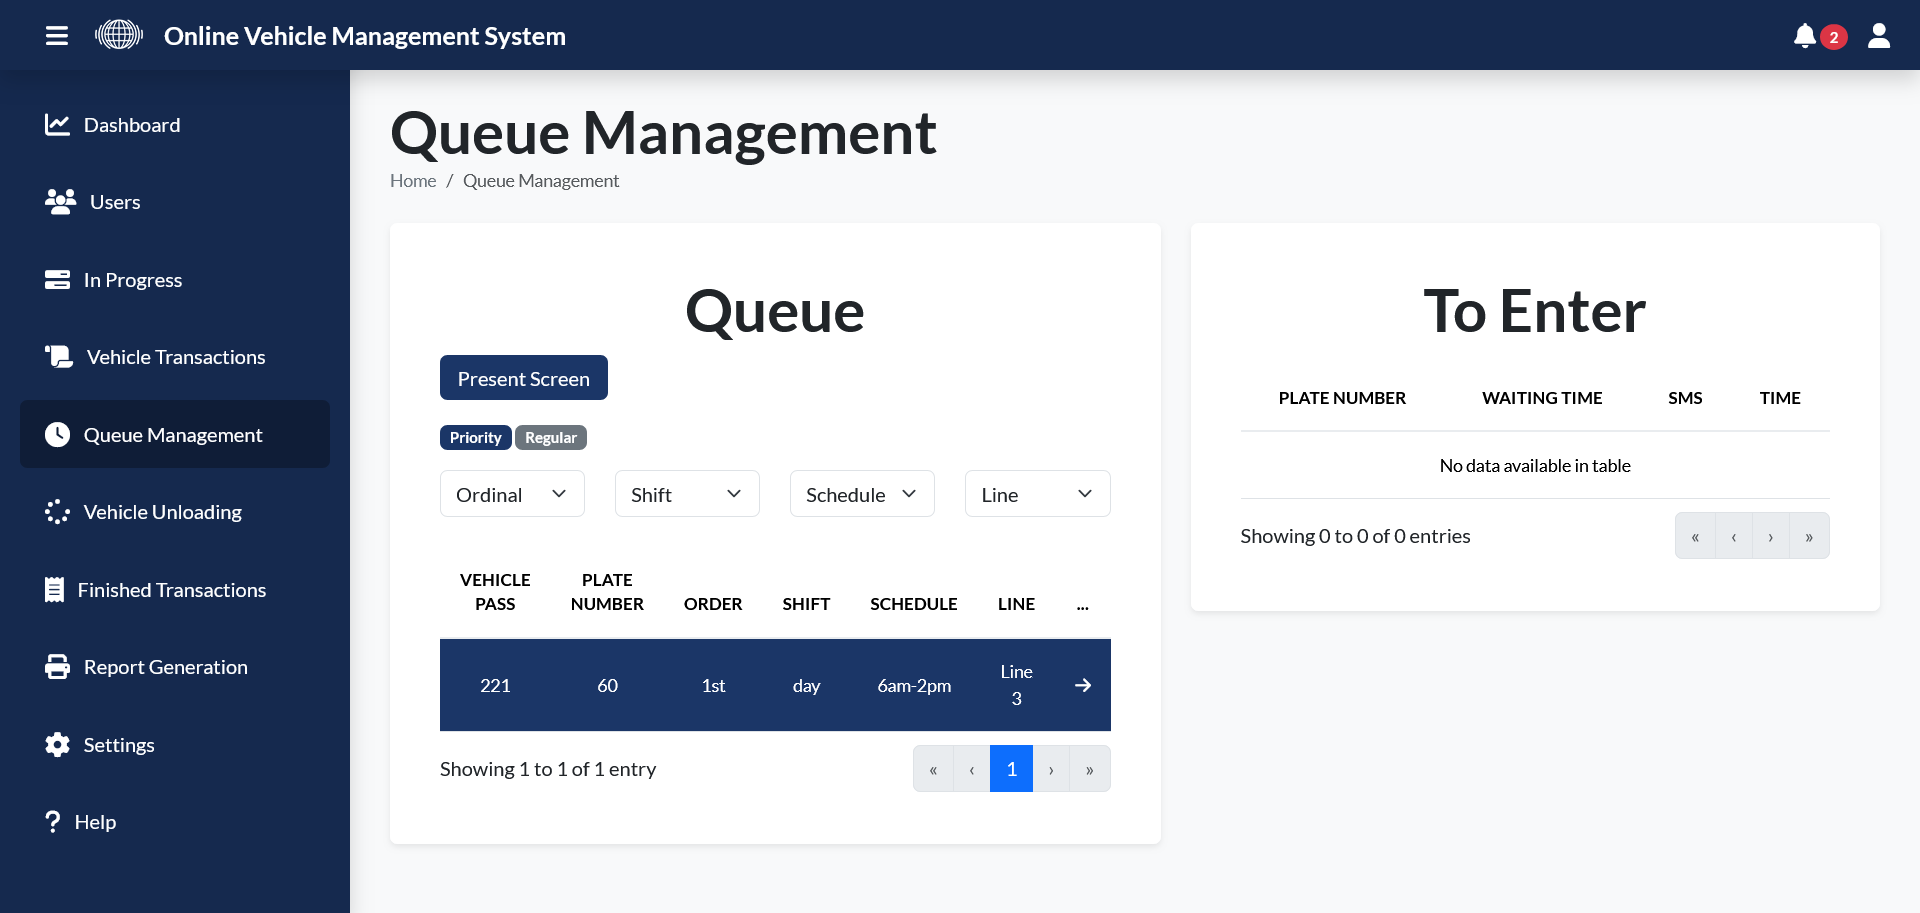 Online Vehicle Management System
2
Dashboard
Users
In Progress
Vehicle Transactions
Queue Management
Vehicle Unloading
Finished Transactions
Report Generation
Settings
Help
Queue Management
Home / Queue Management
Queue
Present Screen
Priority Regular
Ordinal Shift Schedule Line
VEHICLE PASS PLATE NUMBER ORDER SHIFT SCHEDULE LINE ...
221 60 1st day 6am-2pm Line 3
Showing 1 to 1 of 1 entry
« ‹ 1 › »
To Enter
PLATE NUMBER WAITING TIME SMS TIME
No data available in table
Showing 0 to 0 of 0 entries
« ‹ › »